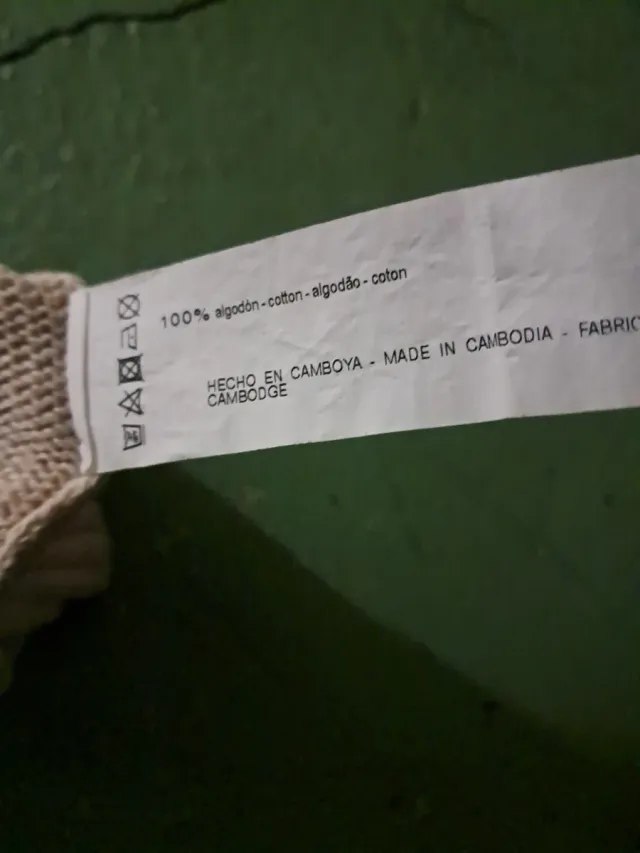 100% algodón - cotton - algodão - coton
HECHO EN CAMBOYA - MADE IN CAMBODIA - FABRIC
CAMBODGE